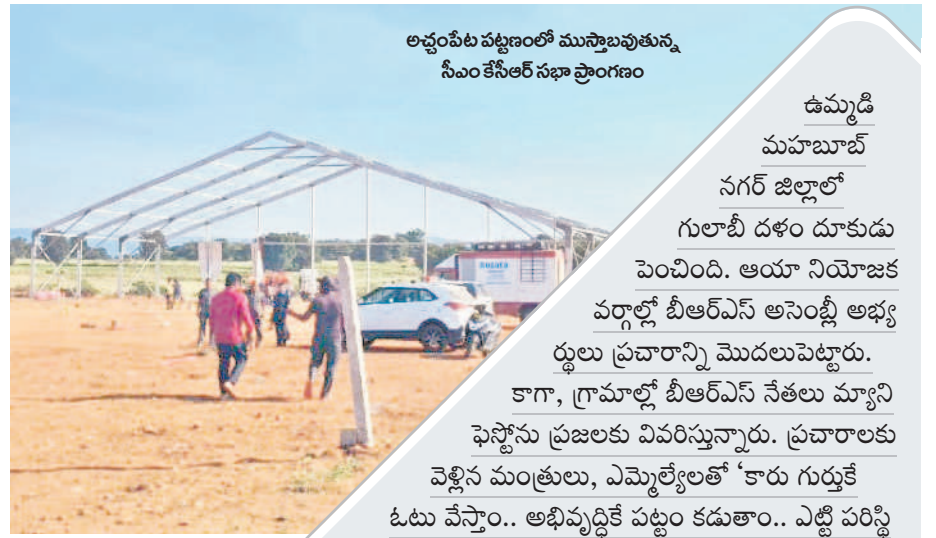 అచ్చంపేట పట్టణంలో ముస్తాబవుతున్న
సీఎం కేసీఆర్ సభా ప్రాంగణం
ఉమ్మడి
మహబూబ్
నగర్ జిల్లాలో
గులాబీ దళం దూకుడు
పెంచింది. ఆయా నియోజక
వర్గాల్లో బీఆర్ఎస్ అసెంబ్లీ అభ్య
ర్థులు ప్రచారాన్ని మొదలుపెట్టారు.
కాగా, గ్రామాల్లో బీఆర్ఎస్ నేతలు మ్యాని
ఫెస్టోను ప్రజలకు వివరిస్తున్నారు. ప్రచారాలకు
వెళ్లిన మంత్రులు, ఎమ్మెల్యేలతో ‘కారు గుర్తుకే
ఓటు వేస్తాం.. అభివృద్ధికే పట్టం కడుతాం.. ఎట్టి పరిస్థి